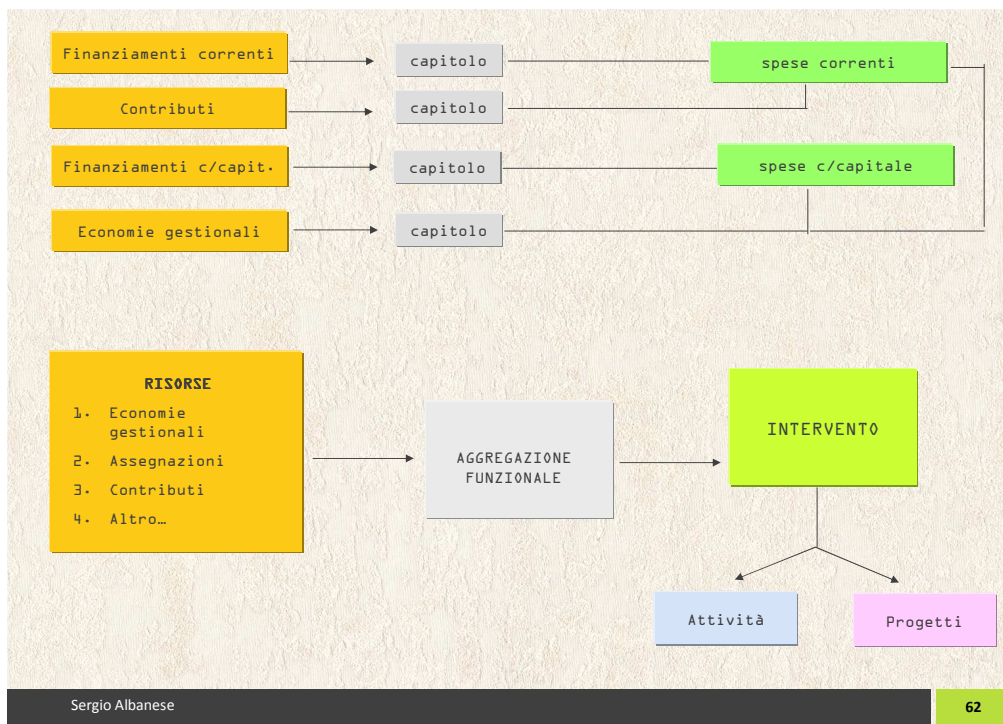 Finanziamenti correnti
capitolo
spese correnti
Contributi
capitolo
Finanziamenti c/capit.
capitolo
spese c/capitale
Economie gestionali
capitolo
RISORSE
1. Economie
gestionali
2. Assegnazioni
3. Contributi
4. Altro…
AGGREGAZIONE
FUNZIONALE
INTERVENTO
Attività
Progetti
Sergio Albanese
62